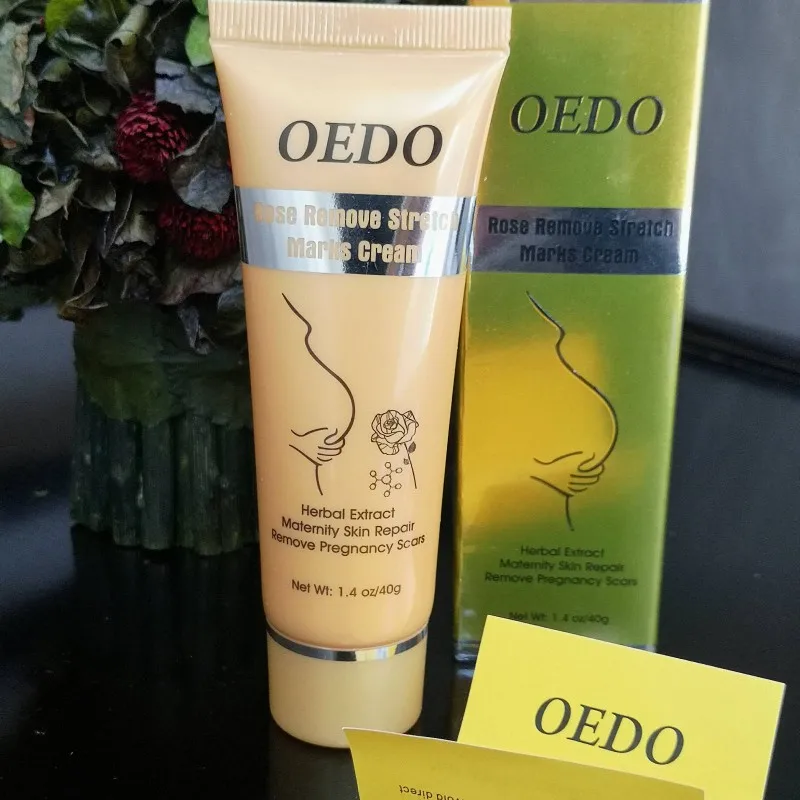 OEDO
Rose Remove Stretch
Marks Cream
Herbal Extract
Maternity Skin Repair
Remove Pregnancy Scars
Net Wt: 1.4 oz/40g
OEDO
Rose Remove Stretch
Marks Cream
Herbal Extract
Maternity Skin Repair
Remove Pregnancy Scars
Net Wt: 1.4 oz/40g
OEDO
direct